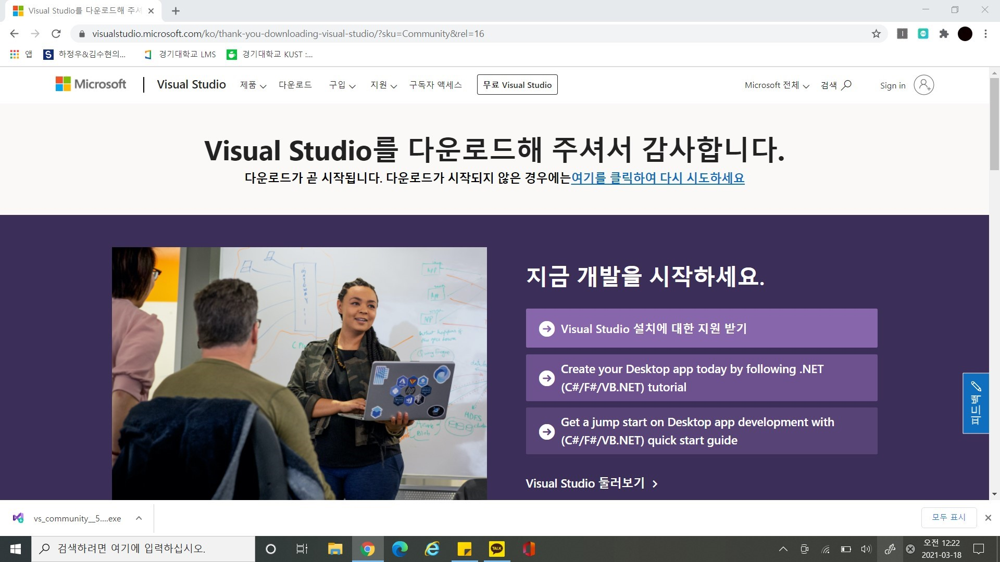 Visual Studio를 다운로드해 주셔
visualstudio.microsoft.com/ko/thank-you-downloading-visual-studio/?sku=Community&rel=16
앱
하정우&김수현의...
경기대학교 LMS
경기대학교 KUST :...
Microsoft
Visual Studio
제품
다운로드
구입
지원
구독자 액세스
무료 Visual Studio
Microsoft 전체
검색
Sign in
Visual Studio를 다운로드해 주셔서 감사합니다.
다운로드가 곧 시작됩니다. 다운로드가 시작되지 않은 경우에는여기를 클릭하여 다시 시도하세요
APP
APP
APP
What happens if
HDFS
Azure
Blob
지금 개발을 시작하세요.
Visual Studio 설치에 대한 지원 받기
Create your Desktop app today by following .NET
(C#/F#/VB.NET) tutorial
Get a jump start on Desktop app development with
(C#/F#/VB.NET) quick start guide
Visual Studio 둘러보기
피드백
vs_community__5....exe
모두 표시
검색하려면 여기에 입력하십시오.
TALK
오전 12:22
2021-03-18